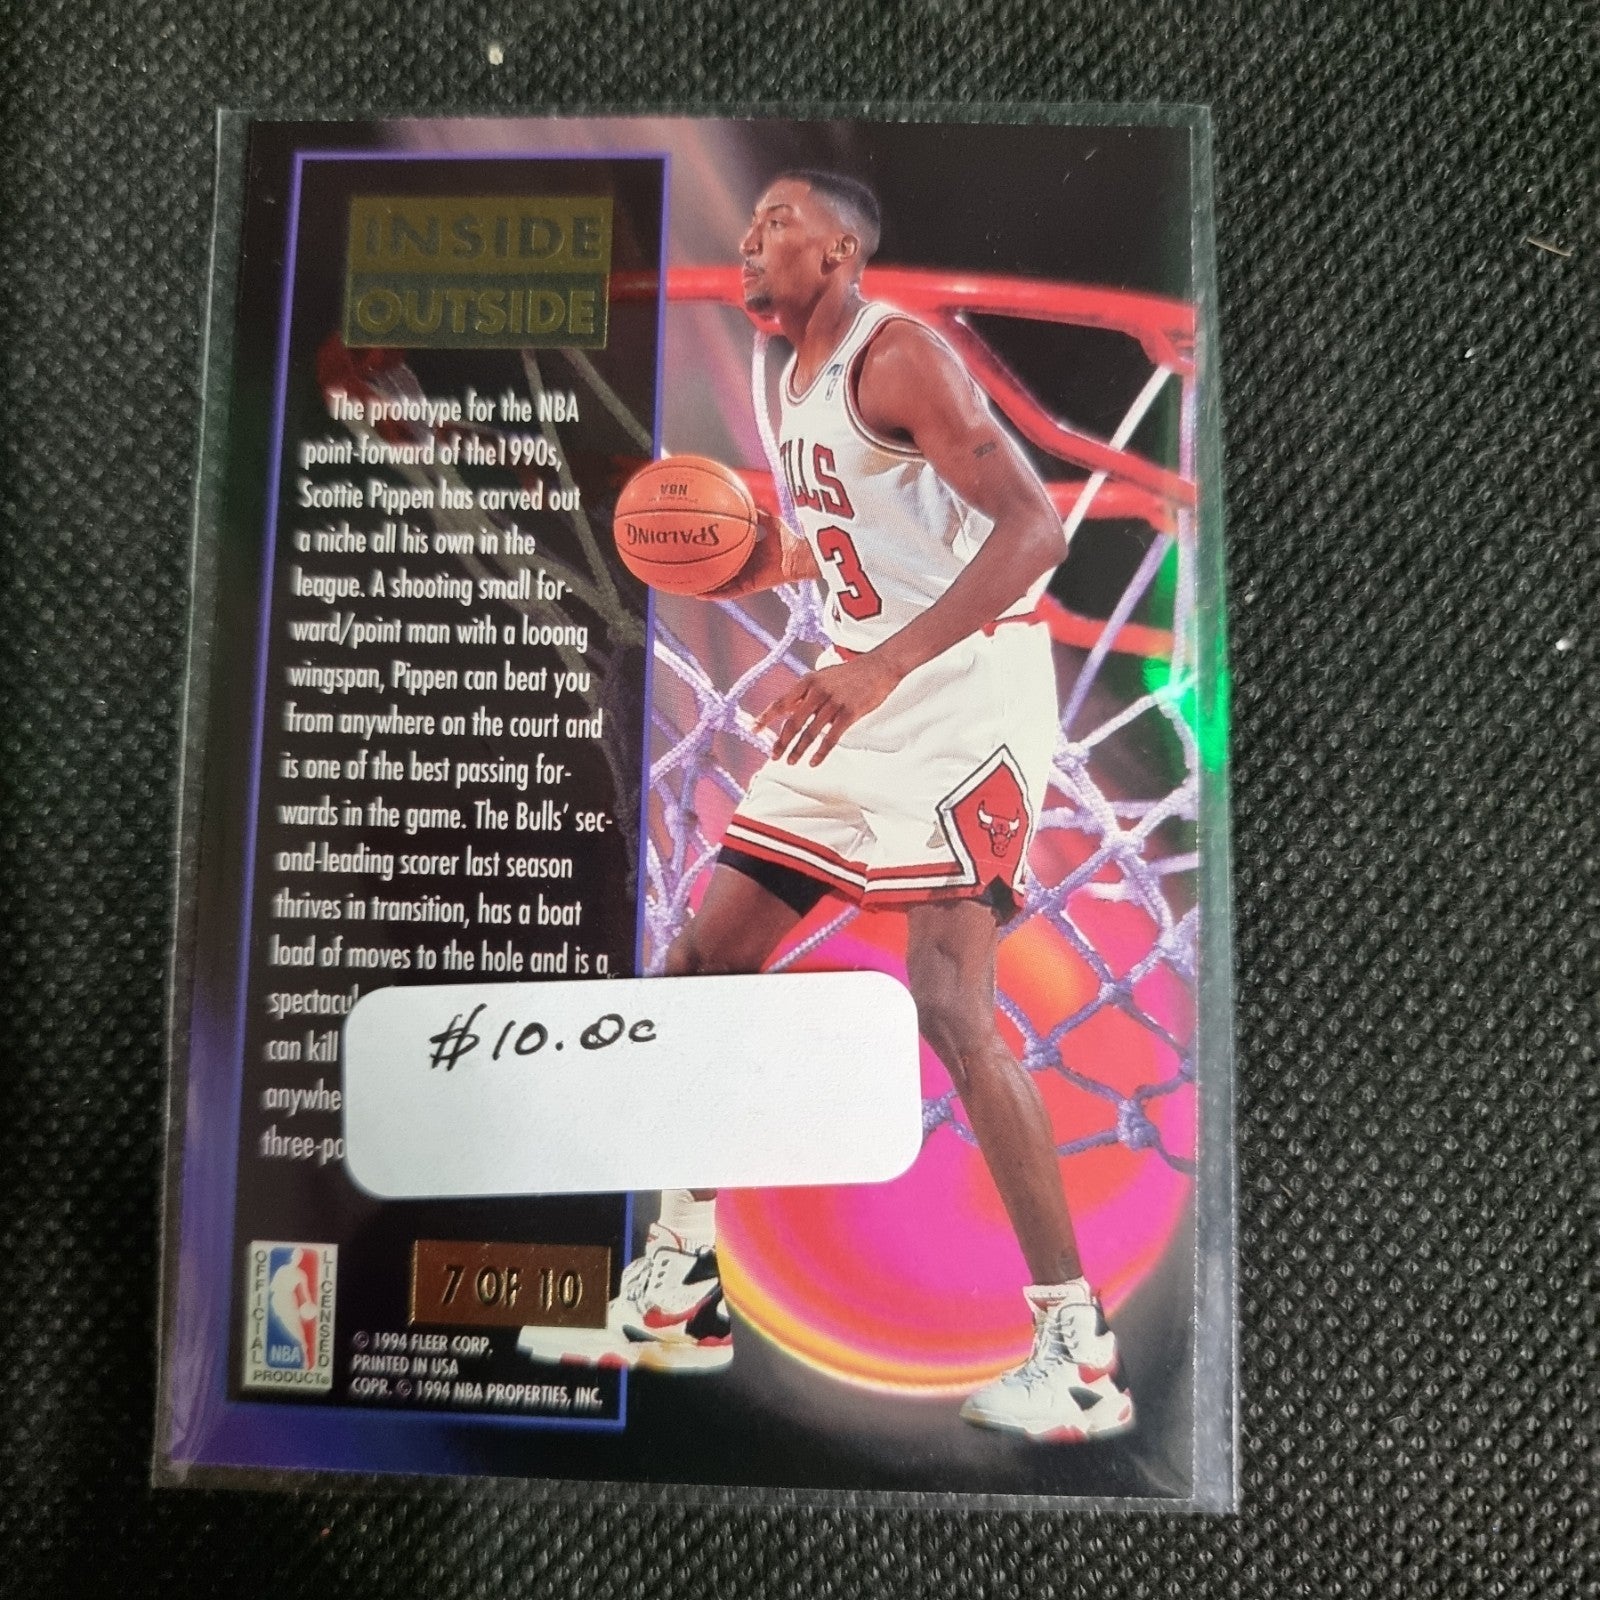 INSIDE
OUTSIDE
The prototype for the NBA
point-forward of the 1990s,
Scottie Pippen has carved out
a niche all his own in the
league. A shooting small for-
ward/point man with a looong
wingspan, Pippen can beat you
from anywhere on the court and
is one of the best passing for-
wards in the game. The Bulls' sec-
ond-leading scorer last season
thrives in transition, has a boat
load of moves to the hole and is a
can kill
$10.00
7 OF 10
OFFICIAL
LICENSED
NBA
PRODUCT
© 1994 FLEER CORP.
PRINTED IN USA
COPR. © 1994 NBA PROPERTIES, INC.
NBA
SPALDING